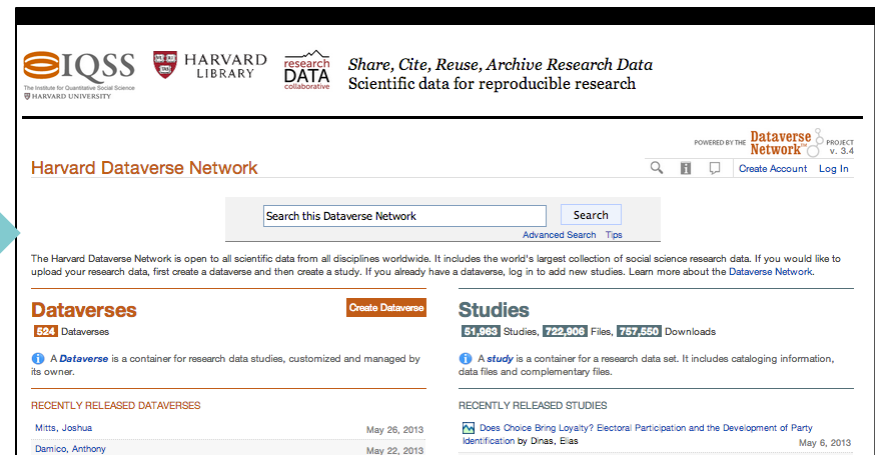 IQSS
The Institute for Quantitative Social Science
HARVARD UNIVERSITY
HARVARD
LIBRARY
research
DATA
collaborative
Share, Cite, Reuse, Archive Research Data
Scientific data for reproducible research
POWERED BY THE Dataverse Network™ PROJECT
v. 3.4
Harvard Dataverse Network
Create Account Log In
Search this Dataverse Network Search
Advanced Search Tips
The Harvard Dataverse Network is open to all scientific data from all disciplines worldwide. It includes the world's largest collection of social science research data. If you would like to
upload your research data, first create a dataverse and then create a study. If you already have a dataverse, log in to add new studies. Learn more about the Dataverse Network.
Dataverses Create Dataverse
524 Dataverses
A Dataverse is a container for research data studies, customized and managed by
its owner.
RECENTLY RELEASED DATAVERSES
Mitts, Joshua May 26, 2013
Damico, Anthony May 22, 2013
Studies
51,963 Studies, 722,906 Files, 757,550 Downloads
A study is a container for a research data set. It includes cataloging information,
data files and complementary files.
RECENTLY RELEASED STUDIES
Does Choice Bring Loyalty? Electoral Participation and the Development of Party
Identification by Dinas, Elias May 6, 2013